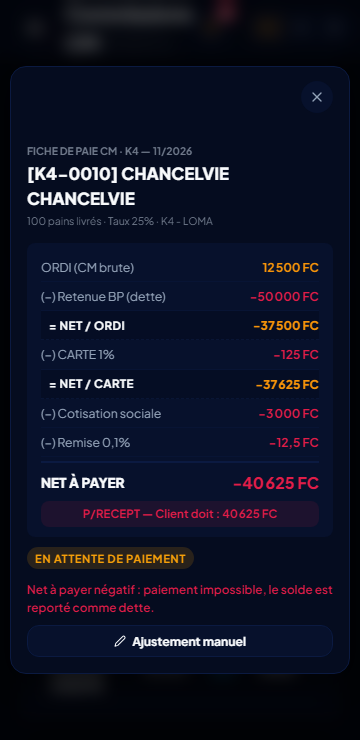 FICHE DE PAIE CM · K4 — 11/2026
[K4-0010] CHANCELVIE
CHANCELVIE
100 pains livrés · Taux 25% · K4 - LOMA
ORDI (CM brute) 12 500 FC
(−) Retenue BP (dette) −50 000 FC
= NET / ORDI −37 500 FC
(−) CARTE 1% −125 FC
= NET / CARTE −37 625 FC
(−) Cotisation sociale −3 000 FC
(−) Remise 0,1% −12,5 FC
NET À PAYER −40 625 FC
P/RECEPT — Client doit : 40 625 FC
EN ATTENTE DE PAIEMENT
Net à payer négatif : paiement impossible, le solde est
reporté comme dette.
Ajustement manuel